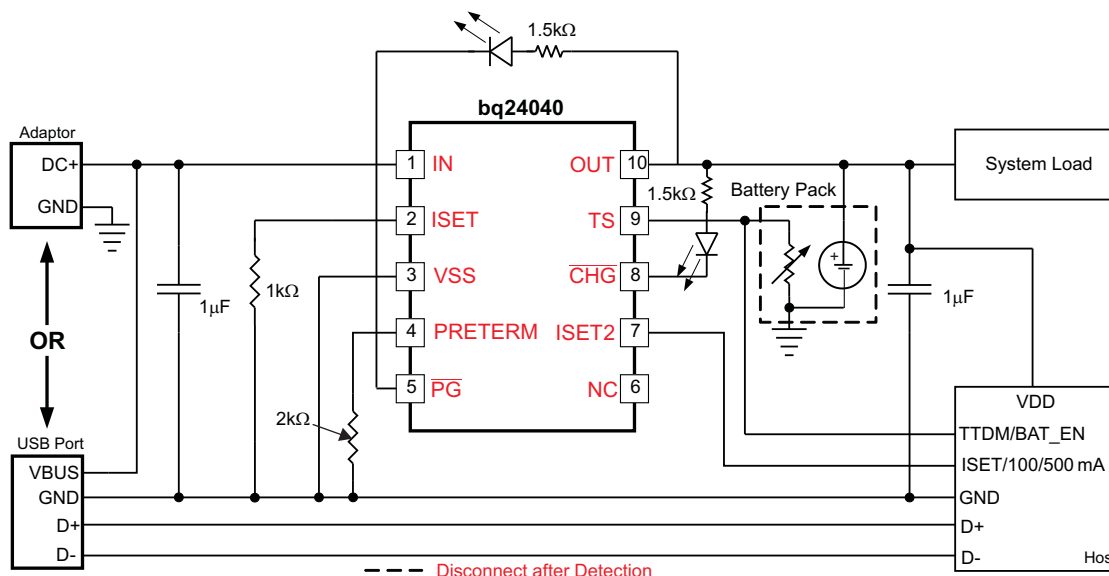 1.5kΩ
bq24040
Adaptor
DC+
GND
1 IN
2 ISET
3 VSS
4 PRETERM
5 PG
OUT 10
TS 9
CHG 8
ISET2 7
NC 6
1.5kΩ
Battery Pack
+
System Load
1kΩ
1μF
2kΩ
1μF
OR
USB Port
VBUS
GND
D+
D-
VDD
TTDM/BAT_EN
ISET/100/500 mA
GND
D+
D-
Hos
Disconnect after Detection